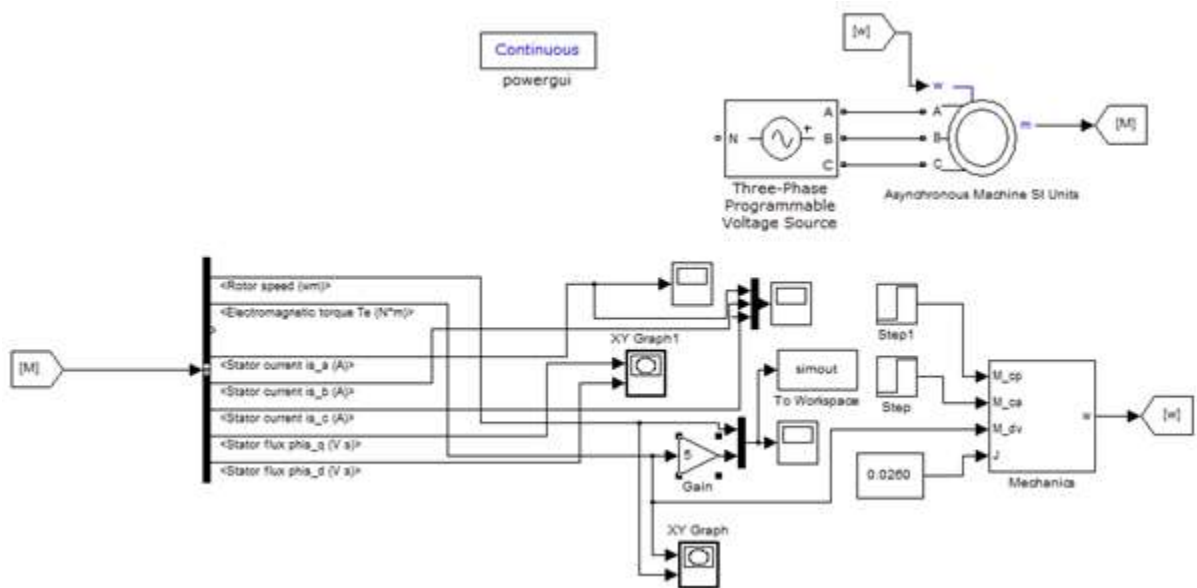 [w]
Continuous
powergui
w
A
A
N
B
B
m
[M]
C
C
Three-Phase
Programmable
Voltage Source
Asynchronous Machine SI Units
<Rotor speed (wm)>
<Electromagnetic torque Te (N*m)>
Step1
XY Graph1
[M]
<Stator current is_a (A)>
simout
M_cp
<Stator current is_b (A)>
To Workspace
Step
M_ca
[w]
<Stator current is_c (A)>
w
M_dv
<Stator flux phis_q (V s)>
5
J
<Stator flux phis_d (V s)>
0.0260
Gain
Mechanics
XY Graph